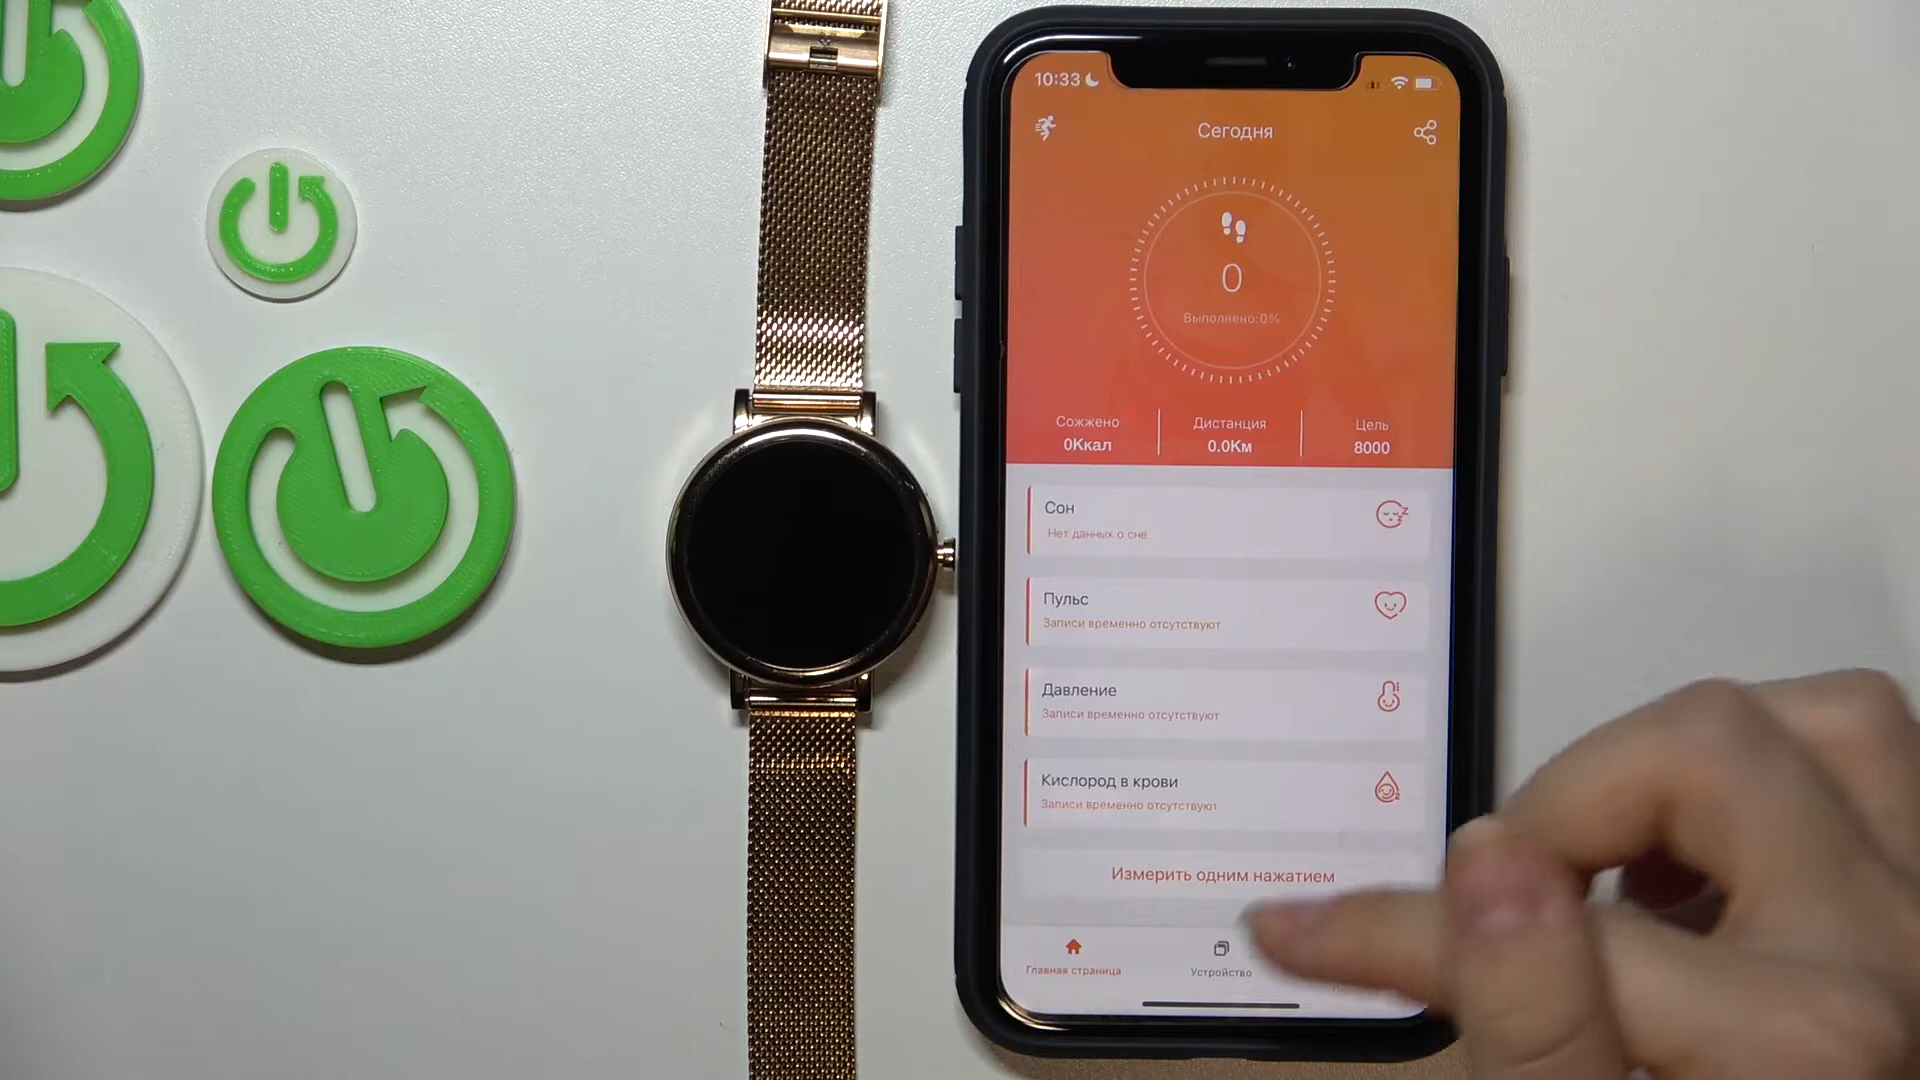 10:33
Сегодня
0
Выполнено:0%
Сожжено
0Ккал
Дистанция
0.0Км
Цель
8000
Сон
Нет данных о сне
Пульс
Записи временно отсутствуют
Давление
Записи временно отсутствуют
Кислород в крови
Записи временно отсутствуют
Измерить одним нажатием
Главная страница
Устройство